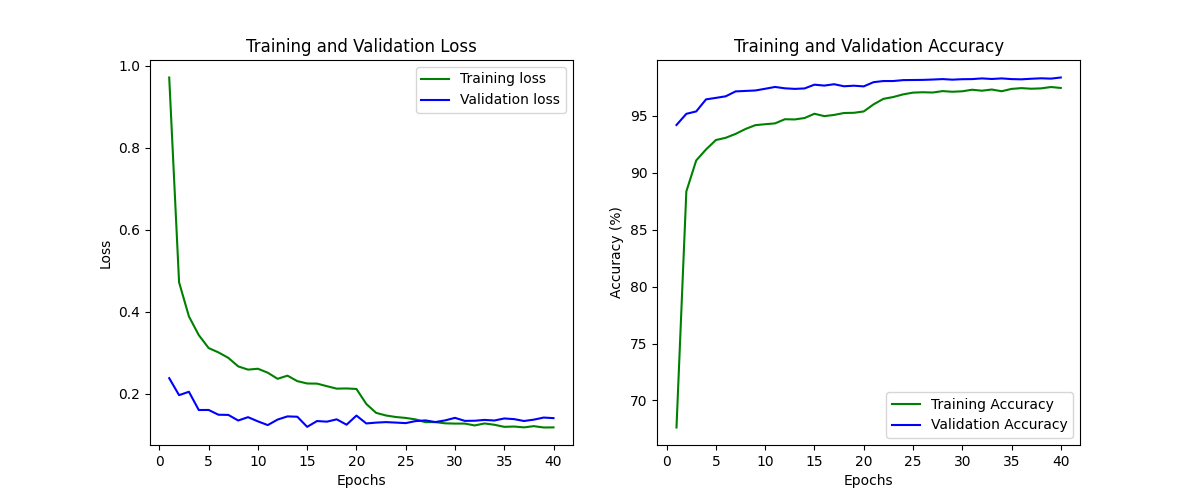 Training and Validation Loss
Training loss
Validation loss
1.0
0.8
0.6
0.4
0.2
Loss
0 5 10 15 20 25 30 35 40
Epochs
Training and Validation Accuracy
95
90
85
80
75
70
Accuracy (%)
Training Accuracy
Validation Accuracy
0 5 10 15 20 25 30 35 40
Epochs